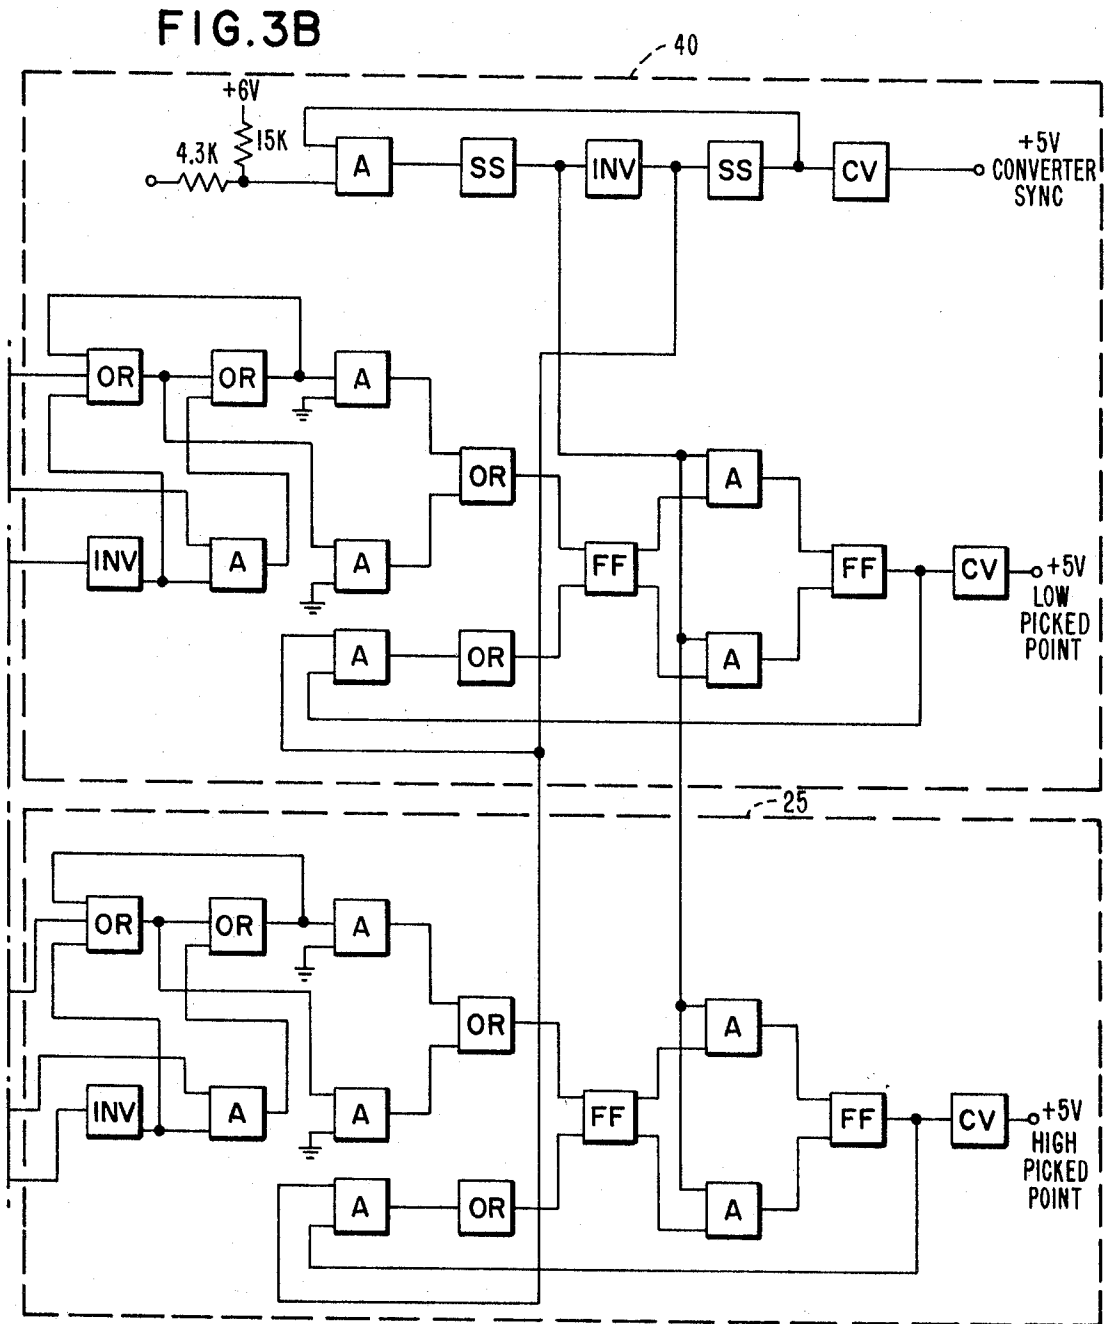 FIG.3B
40
+6V
15K
4.3K
A
SS
INV
SS
CV
+5V
CONVERTER
SYNC
OR
OR
A
OR
A
INV
A
A
FF
FF
CV
+5V
LOW
PICKED
POINT
A
OR
A
25
OR
OR
A
OR
A
INV
A
A
FF
FF
CV
+5V
HIGH
PICKED
POINT
A
OR
A